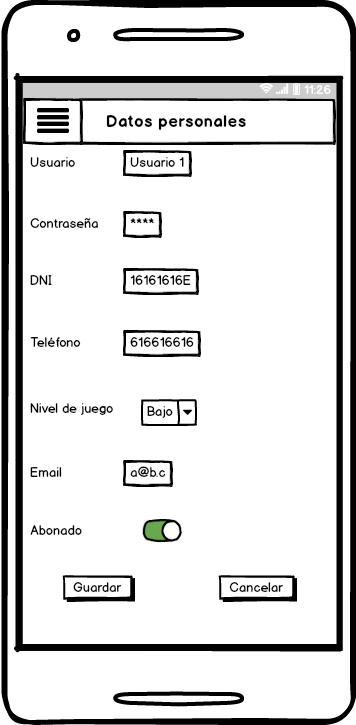 11:26
Datos personales
Usuario Usuario 1
Contraseña ****
DNI 16161616E
Teléfono 616616616
Nivel de juego Bajo
Email a@b.c
Abonado
Guardar Cancelar